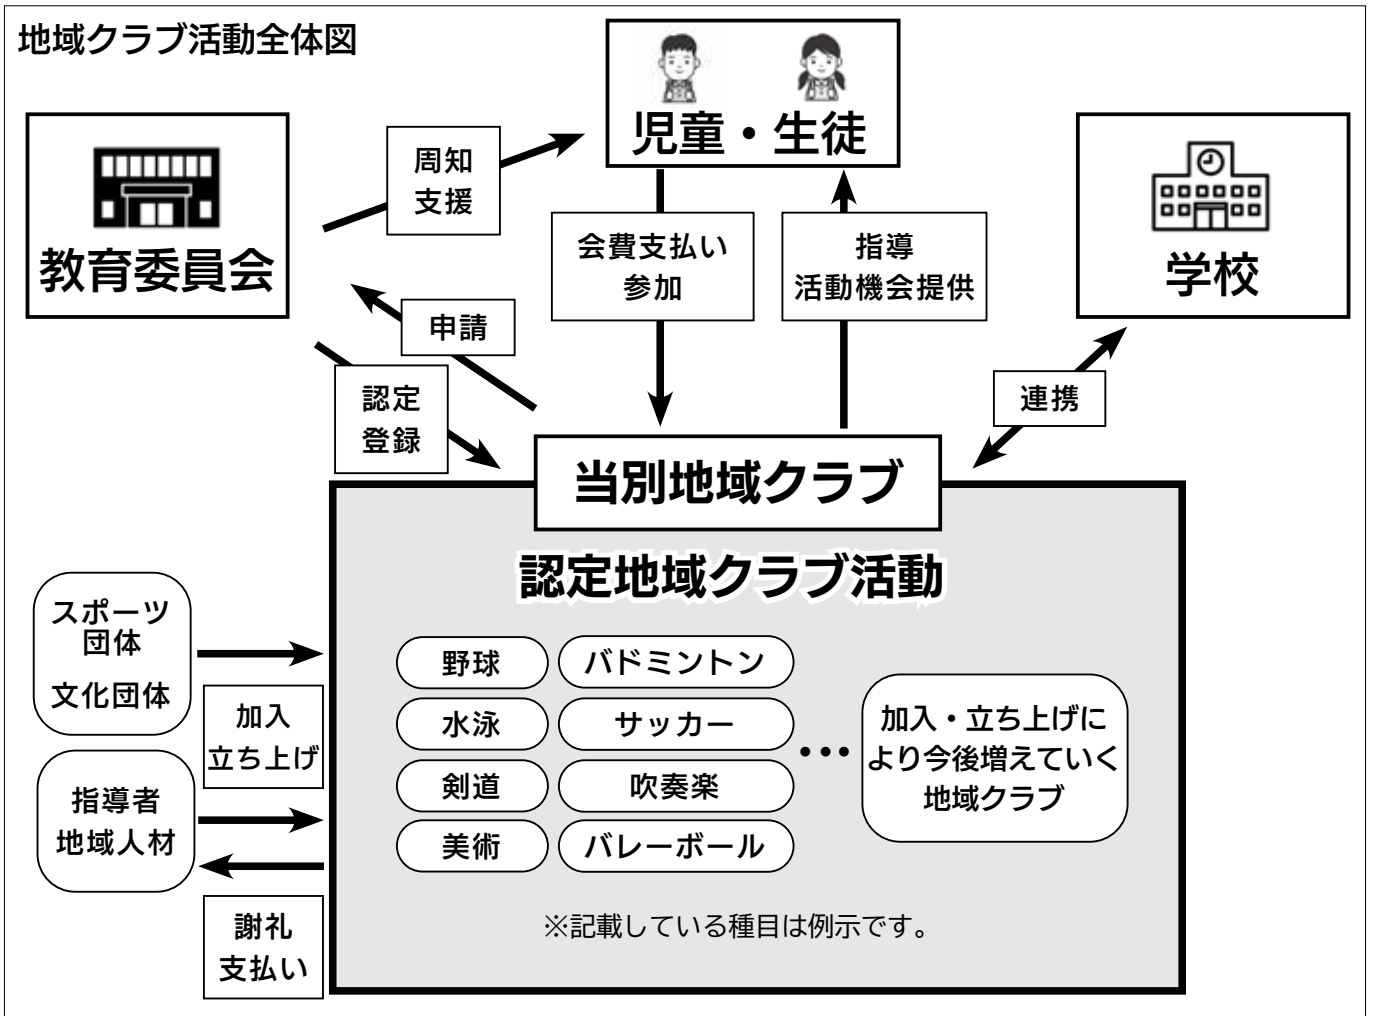 地域クラブ活動全体図
児童・生徒
教育委員会
学校
周知
支援
会費支払い
参加
指導
活動機会提供
申請
認定
登録
連携
当別地域クラブ
認定地域クラブ活動
スポーツ
団体
文化団体
加入
立ち上げ
指導者
地域人材
謝礼
支払い
野球
バドミントン
水泳
サッカー
剣道
吹奏楽
美術
バレーボール
•••
加入・立ち上げに
より今後増えていく
地域クラブ
※記載している種目は例示です。